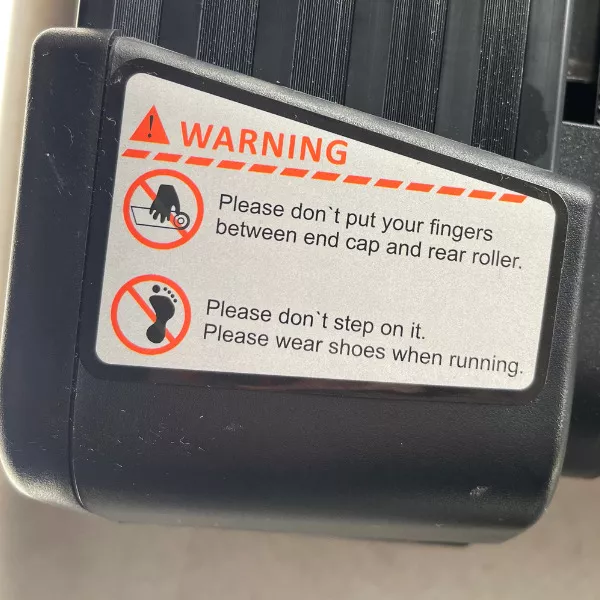 WARNING
Please don`t put your fingers
between end cap and rear roller.
Please don`t step on it.
Please wear shoes when running.